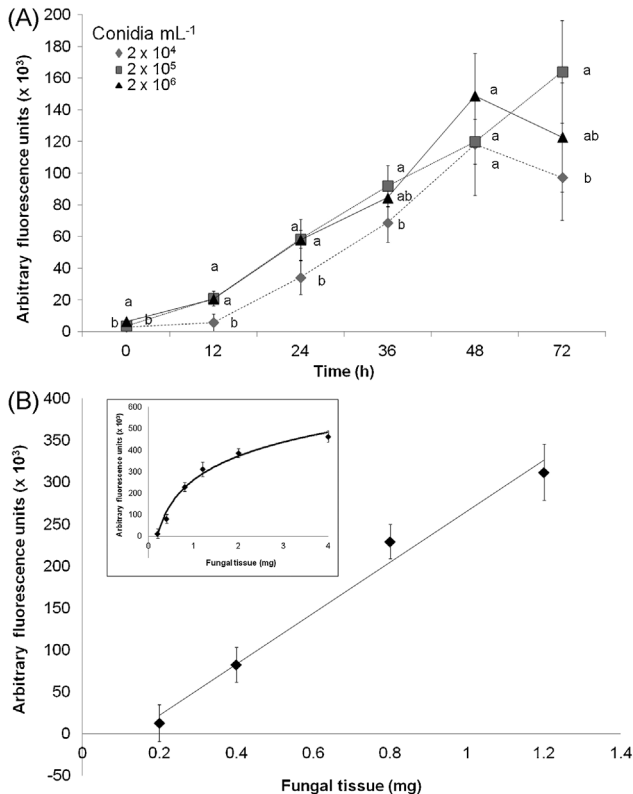 (A)
Conidia mL-1
2 x 10⁴
2 x 10⁵
2 x 10⁶
Arbitrary fluorescence units (x 10³)
200
180
160
140
120
100
80
60
40
20
0
a
b b
a
a
b
a
a
b
a
ab
b
a
a
a
a
ab
b
0 12 24 36 48 72
Time (h)
(B)
Arbitrary fluorescence units (x 10³)
400
350
300
250
200
150
100
50
0
-50
Arbitrary fluorescence units (x 10³)
600
500
400
300
200
100
0
0 1 2 3 4
Fungal tissue (mg)
0 0.2 0.4 0.6 0.8 1 1.2 1.4
Fungal tissue (mg)